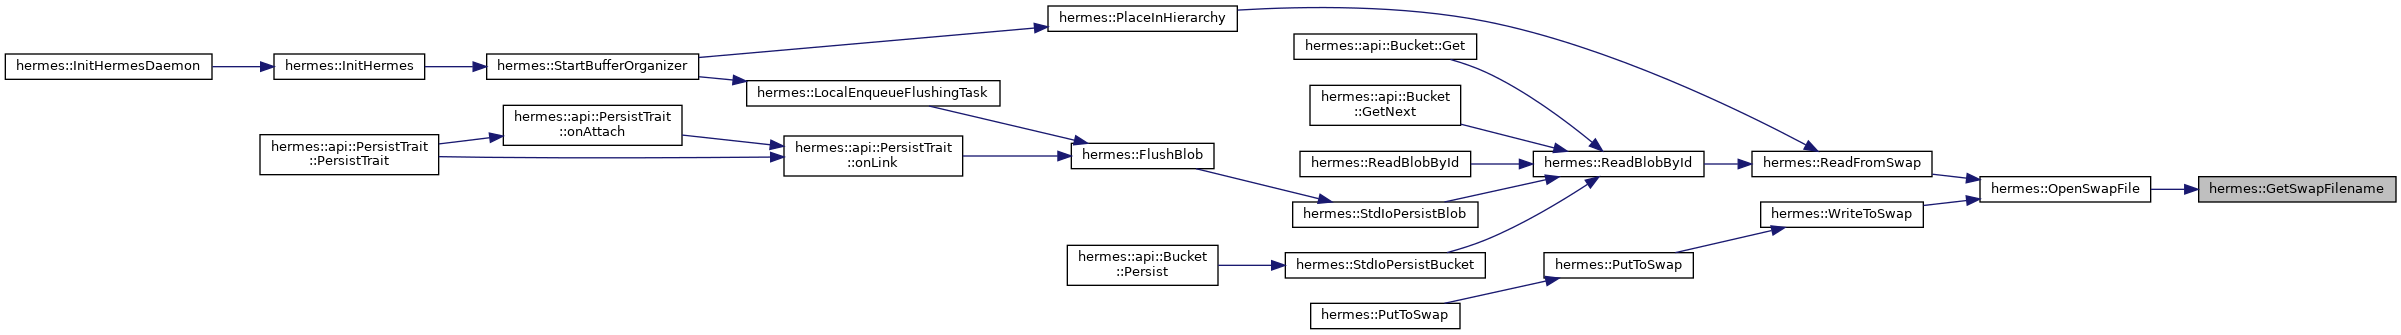 hermes::PlaceInHierarchy
hermes::api::Bucket::Get
hermes::InitHermesDaemon
hermes::InitHermes
hermes::StartBufferOrganizer
hermes::LocalEnqueueFlushingTask
hermes::api::Bucket
::GetNext
hermes::api::PersistTrait
::onAttach
hermes::api::PersistTrait
::PersistTrait
hermes::api::PersistTrait
::onLink
hermes::FlushBlob
hermes::ReadBlobById
hermes::ReadBlobById
hermes::ReadFromSwap
hermes::OpenSwapFile
hermes::GetSwapFilename
hermes::StdIoPersistBlob
hermes::WriteToSwap
hermes::api::Bucket
::Persist
hermes::StdIoPersistBucket
hermes::PutToSwap
hermes::PutToSwap